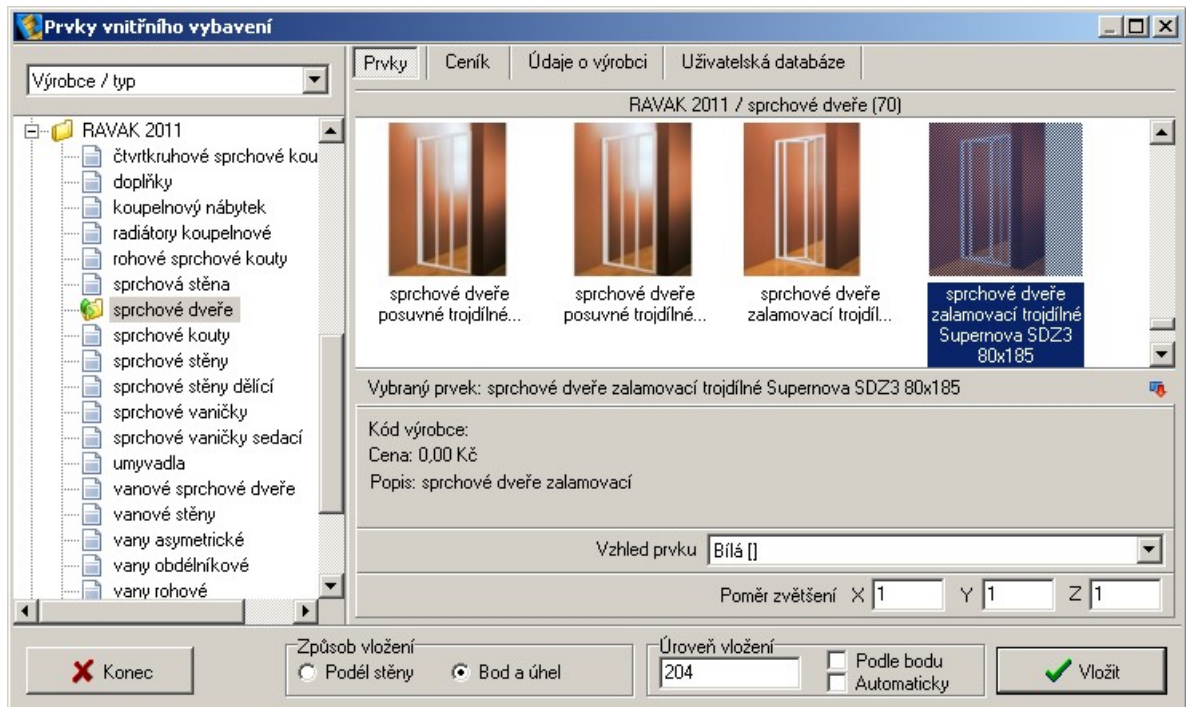 Prvky vnitřního vybavení
Výrobce / typ
RAVAK 2011
čtvrtkruhové sprchové kou
doplňky
koupelnový nábytek
radiátory koupelnové
rohové sprchové kouty
sprchová stěna
sprchové dveře
sprchové kouty
sprchové stěny
sprchové stěny dělící
sprchové vaničky
sprchové vaničky sedací
umyvadla
vanové sprchové dveře
vanové stěny
vany asymetrické
vany obdélníkové
vany rohové
Prvky Ceník Údaje o výrobci Uživatelská databáze
RAVAK 2011 / sprchové dveře (70)
sprchové dveře
posuvné trojdílné...
sprchové dveře
posuvné trojdílné...
sprchové dveře
zalamovací trojdíl...
sprchové dveře
zalamovací trojdílné
Supernova SDZ3
80x185
Vybraný prvek: sprchové dveře zalamovací trojdílné Supernova SDZ3 80x185
Kód výrobce:
Cena: 0,00 Kč
Popis: sprchové dveře zalamovací
Vzhled prvku Bílá []
Poměr zvětšení X 1 Y 1 Z 1
Konec
Způsob vložení
Podél stěny Bod a úhel
Úroveň vložení
204
Podle bodu
Automaticky
Vložit